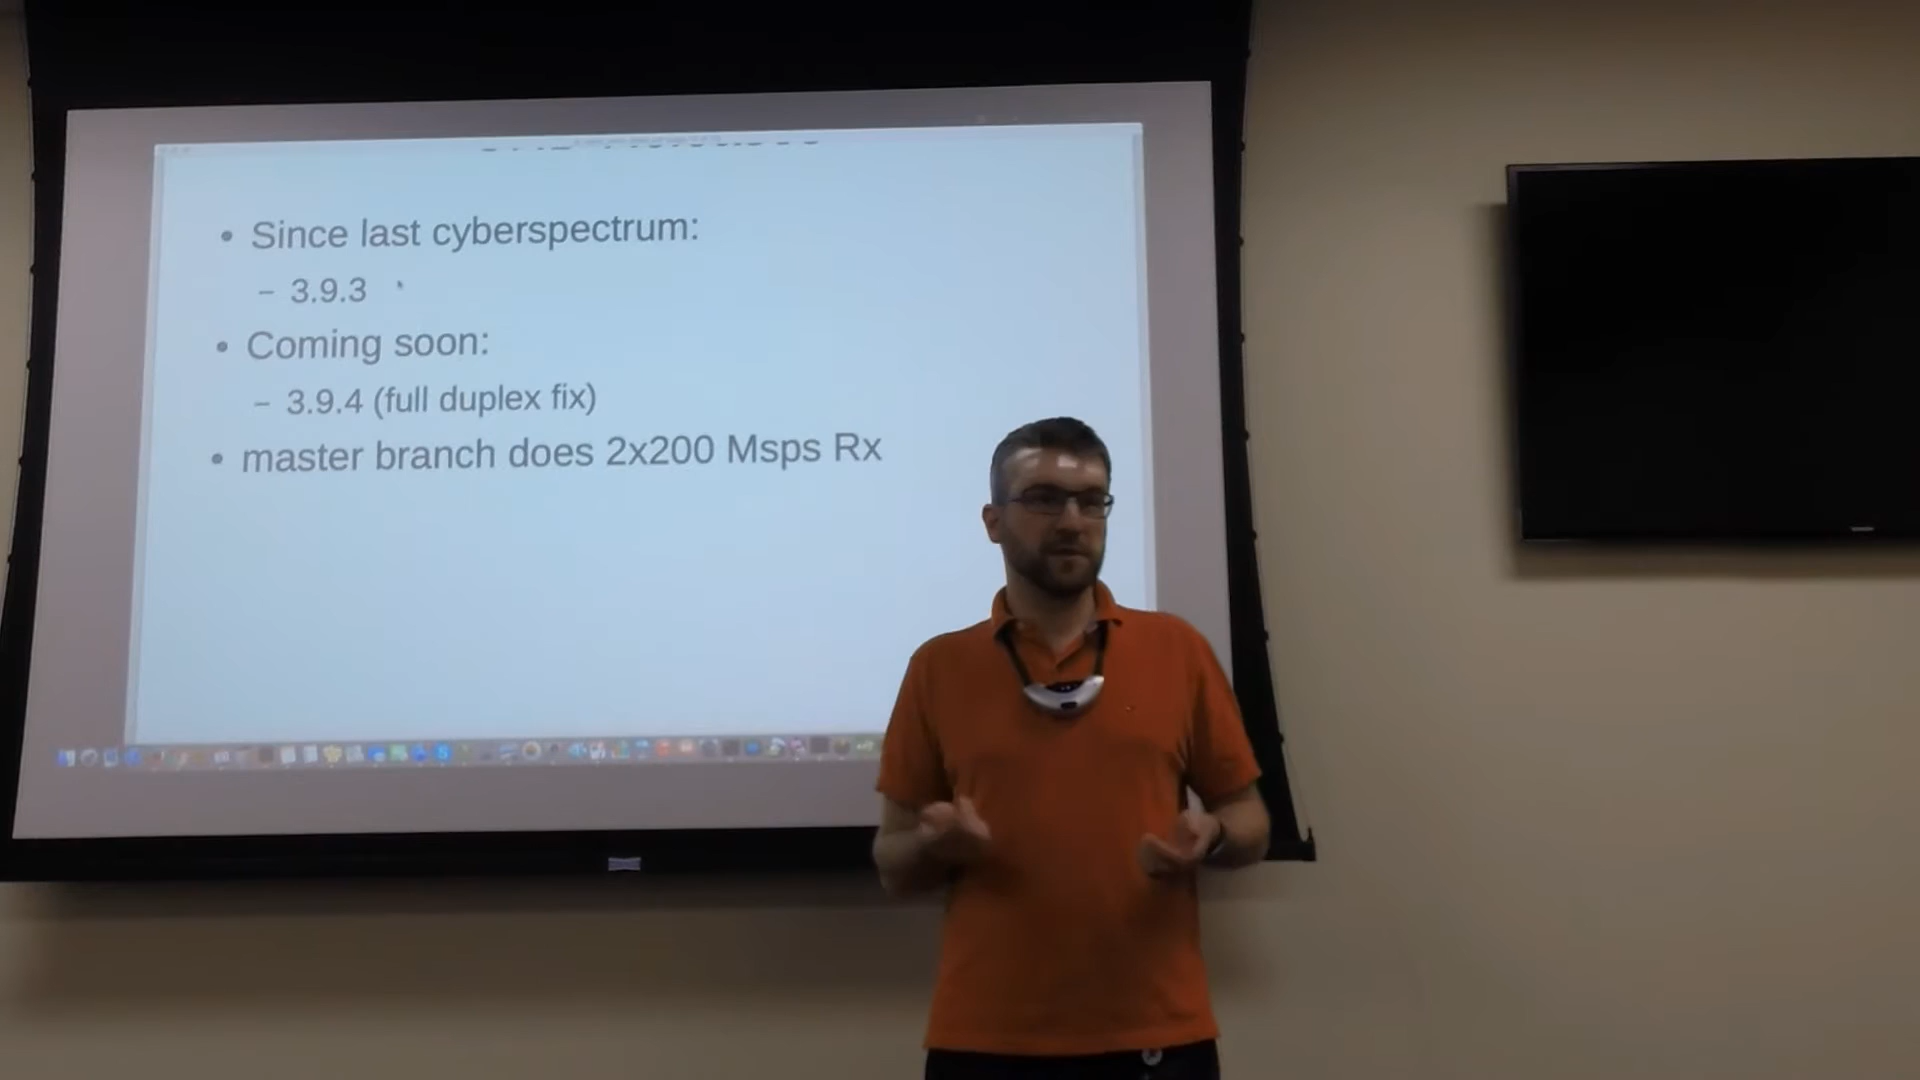 • Since last cyberspectrum:
– 3.9.3
• Coming soon:
– 3.9.4 (full duplex fix)
• master branch does 2x200 Msps Rx